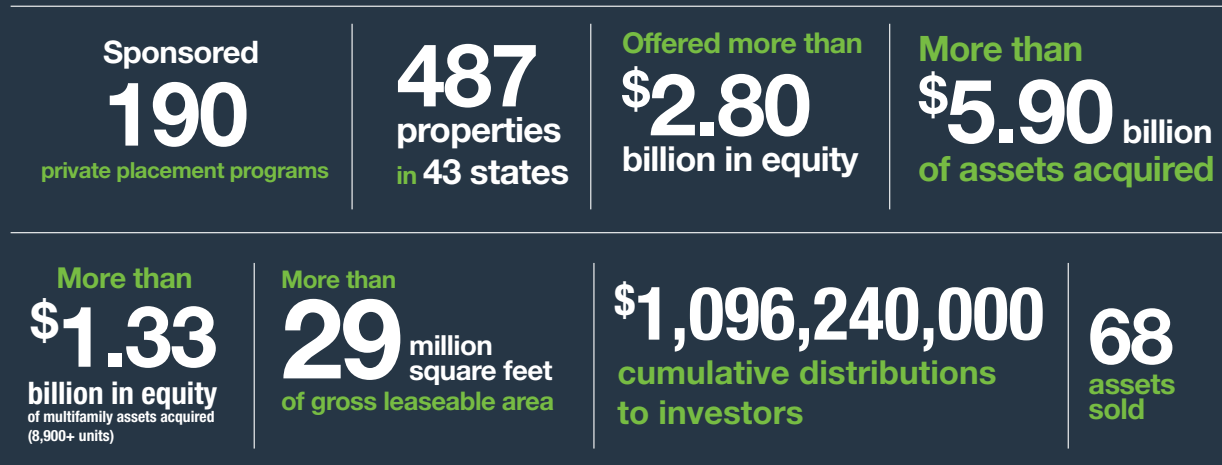 Sponsored
190
private placement programs
487
properties
in 43 states
Offered more than
$2.80
billion in equity
More than
$5.90 billion
of assets acquired
More than
$1.33
billion in equity
of multifamily assets acquired
(8,900+ units)
More than
29 million
square feet
of gross leaseable area
$1,096,240,000
cumulative distributions
to investors
68
assets
sold